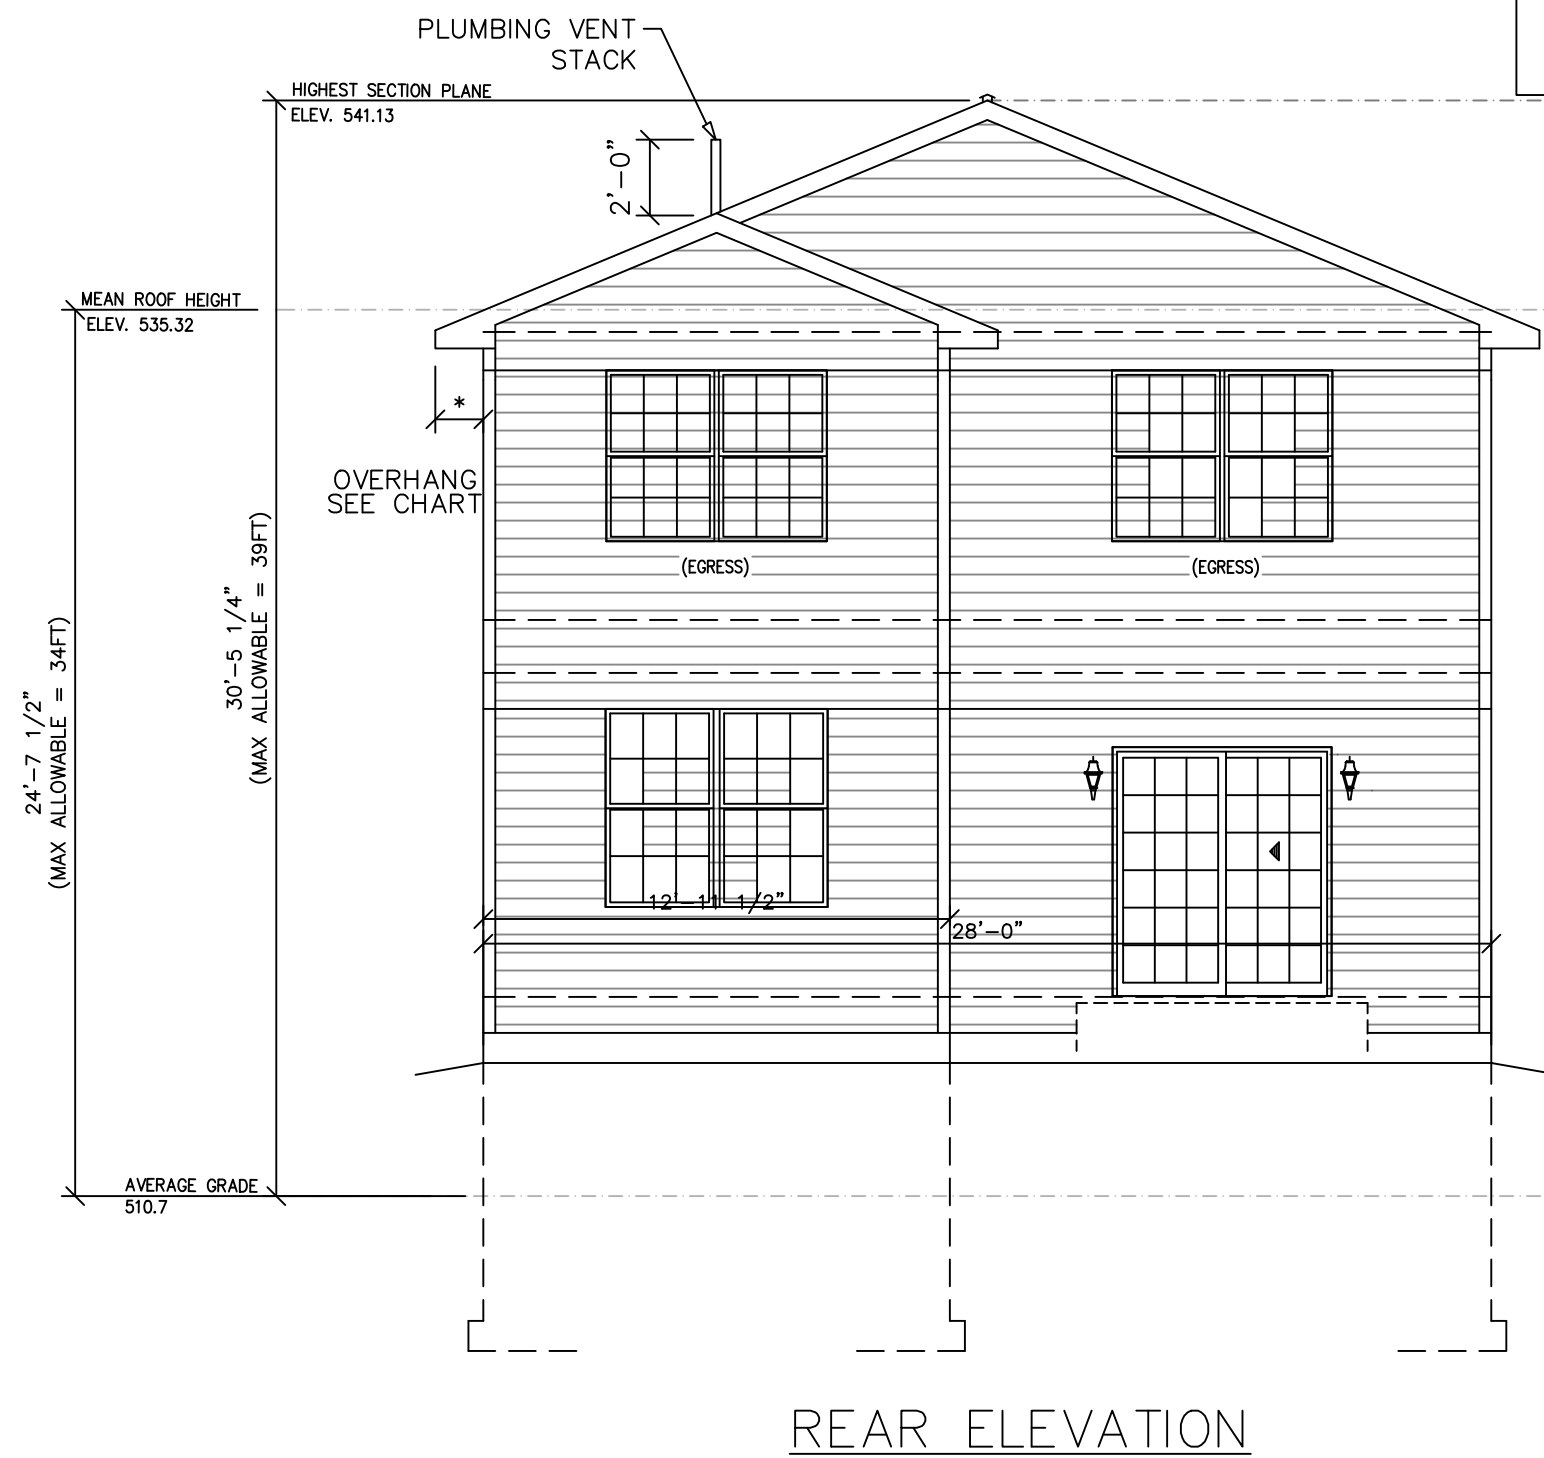 PLUMBING VENT
STACK
HIGHEST SECTION PLANE
ELEV. 541.13
2'-0"
MEAN ROOF HEIGHT
ELEV. 535.32
*
OVERHANG
SEE CHART
(EGRESS)
(EGRESS)
30'-5 1/4"
(MAX ALLOWABLE = 39FT)
24'-7 1/2"
(MAX ALLOWABLE = 34FT)
12'-11 1/2"
28'-0"
AVERAGE GRADE
510.7
REAR ELEVATION